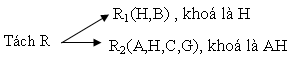 R₁(H,B) , khoá là H
Tách R
R₂(A,H,C,G), khoá là AH